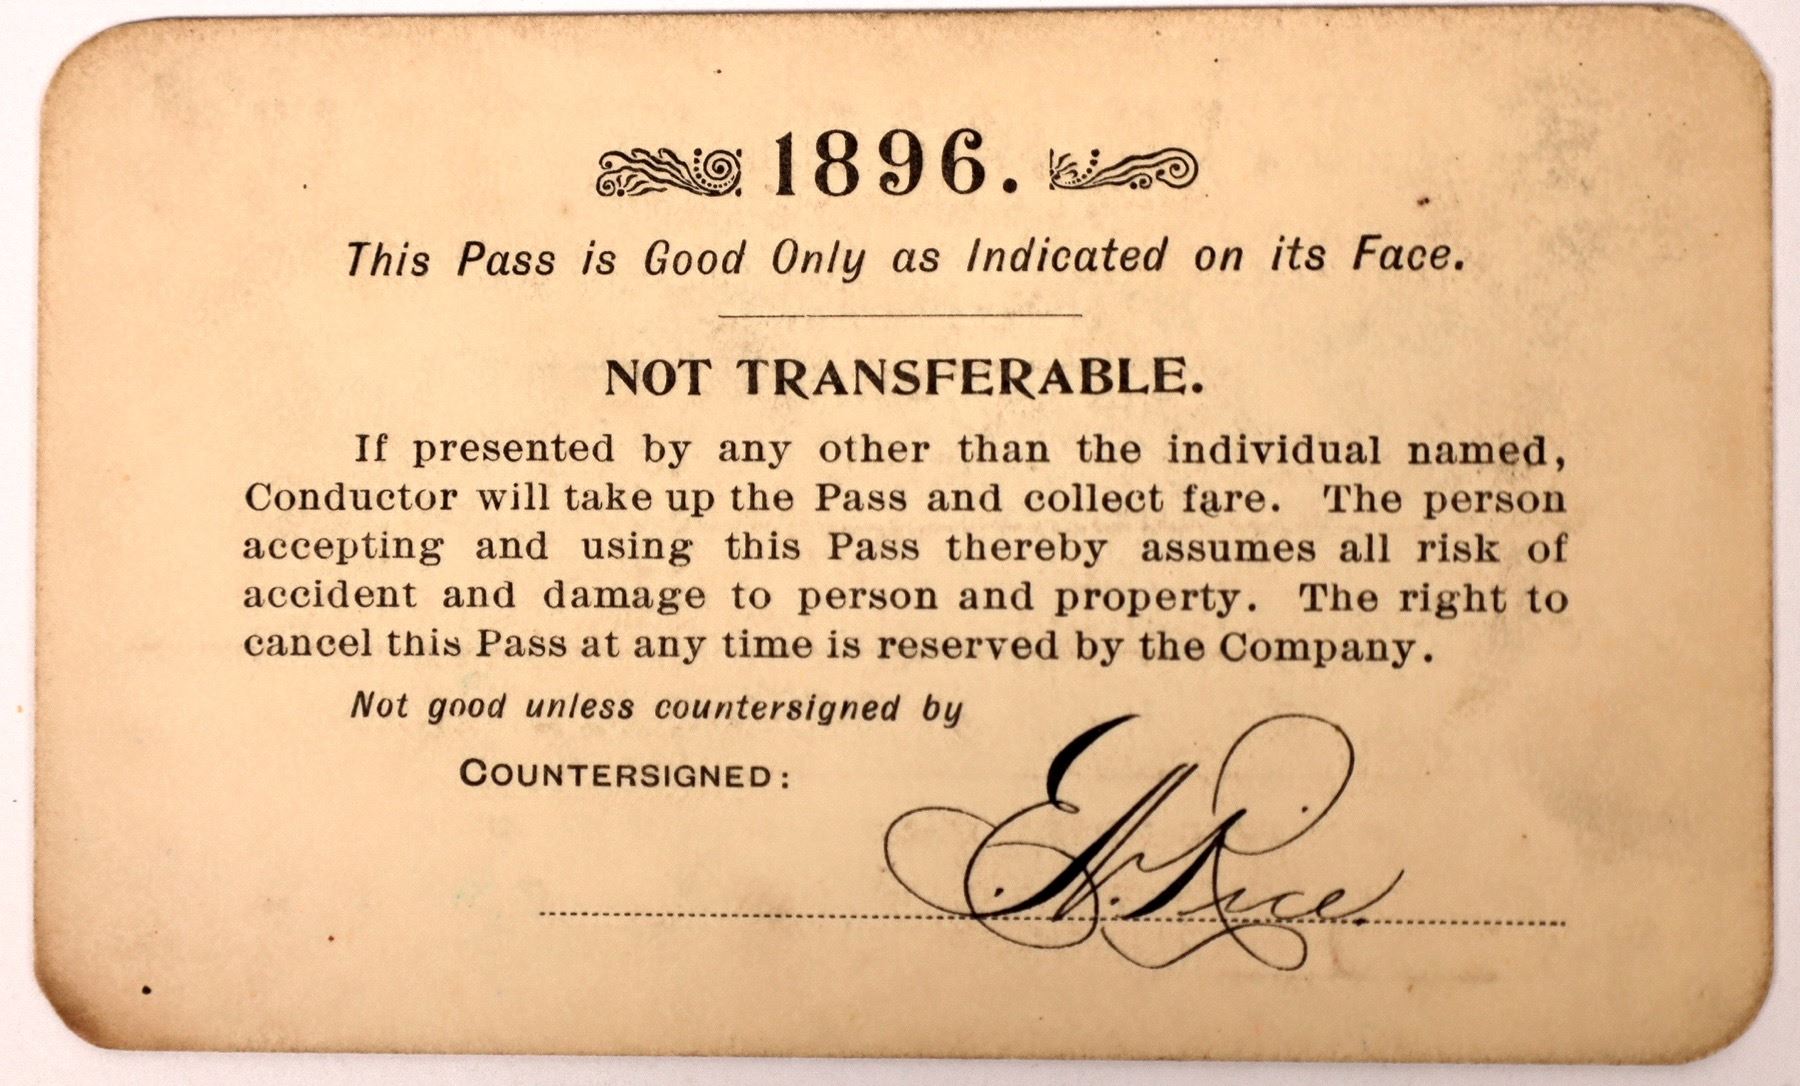 1896.
This Pass is Good Only as Indicated on its Face.
NOT TRANSFERABLE.
If presented by any other than the individual named,
Conductor will take up the Pass and collect fare. The person
accepting and using this Pass thereby assumes all risk of
accident and damage to person and property. The right to
cancel this Pass at any time is reserved by the Company.
Not good unless countersigned by
COUNTERSIGNED:
E. N. Rice.